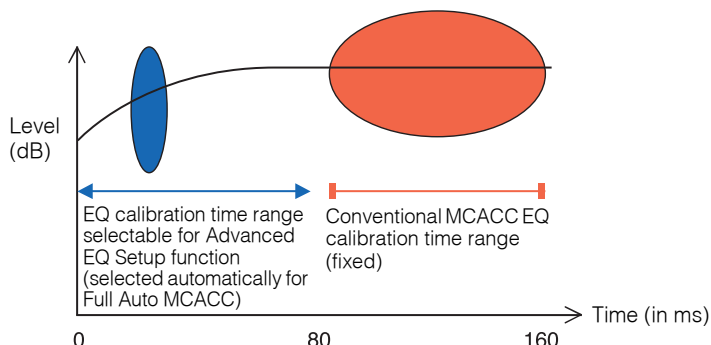 Level
(dB)
EQ calibration time range
selectable for Advanced
EQ Setup function
(selected automatically for
Full Auto MCACC)
Conventional MCACC EQ
calibration time range
(fixed)
Time (in ms)
0
80
160